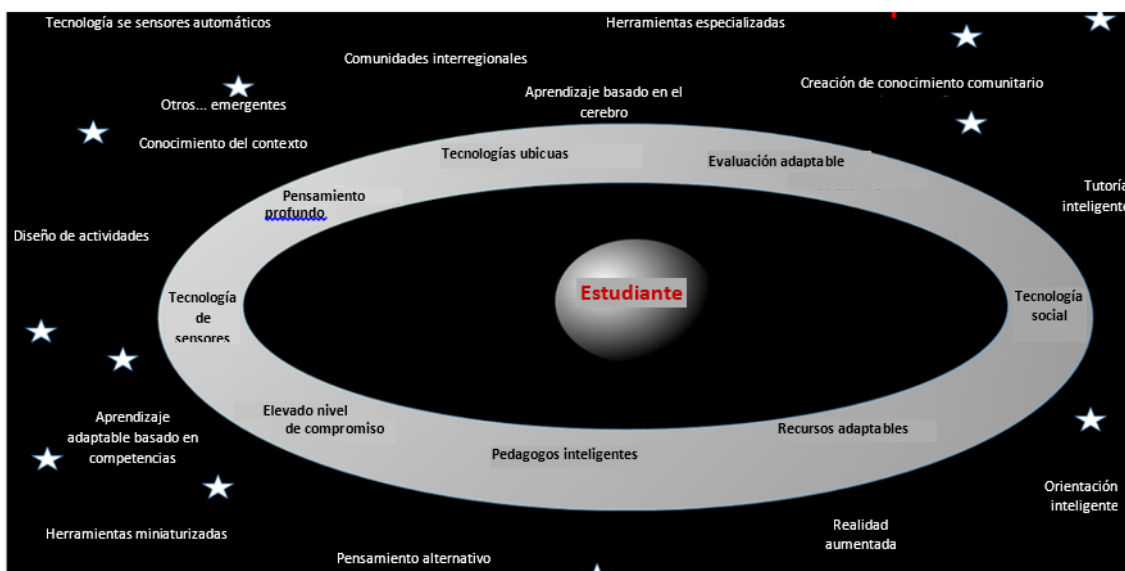 Tecnología se sensores automáticos
Herramientas especializadas
Comunidades interregionales
Creación de conocimiento comunitario
Aprendizaje basado en el
cerebro
Otros... emergentes
Conocimiento del contexto
Tecnologías ubicuas
Evaluación adaptable
Pensamiento
profundo
Tutoría
inteligente
Diseño de actividades
Estudiante
Tecnología
de
sensores
Tecnología
social
Elevado nivel
de compromiso
Aprendizaje
adaptable basado en
competencias
Recursos adaptables
Pedagogos inteligentes
Orientación
inteligente
Herramientas miniaturizadas
Realidad
aumentada
Pensamiento alternativo